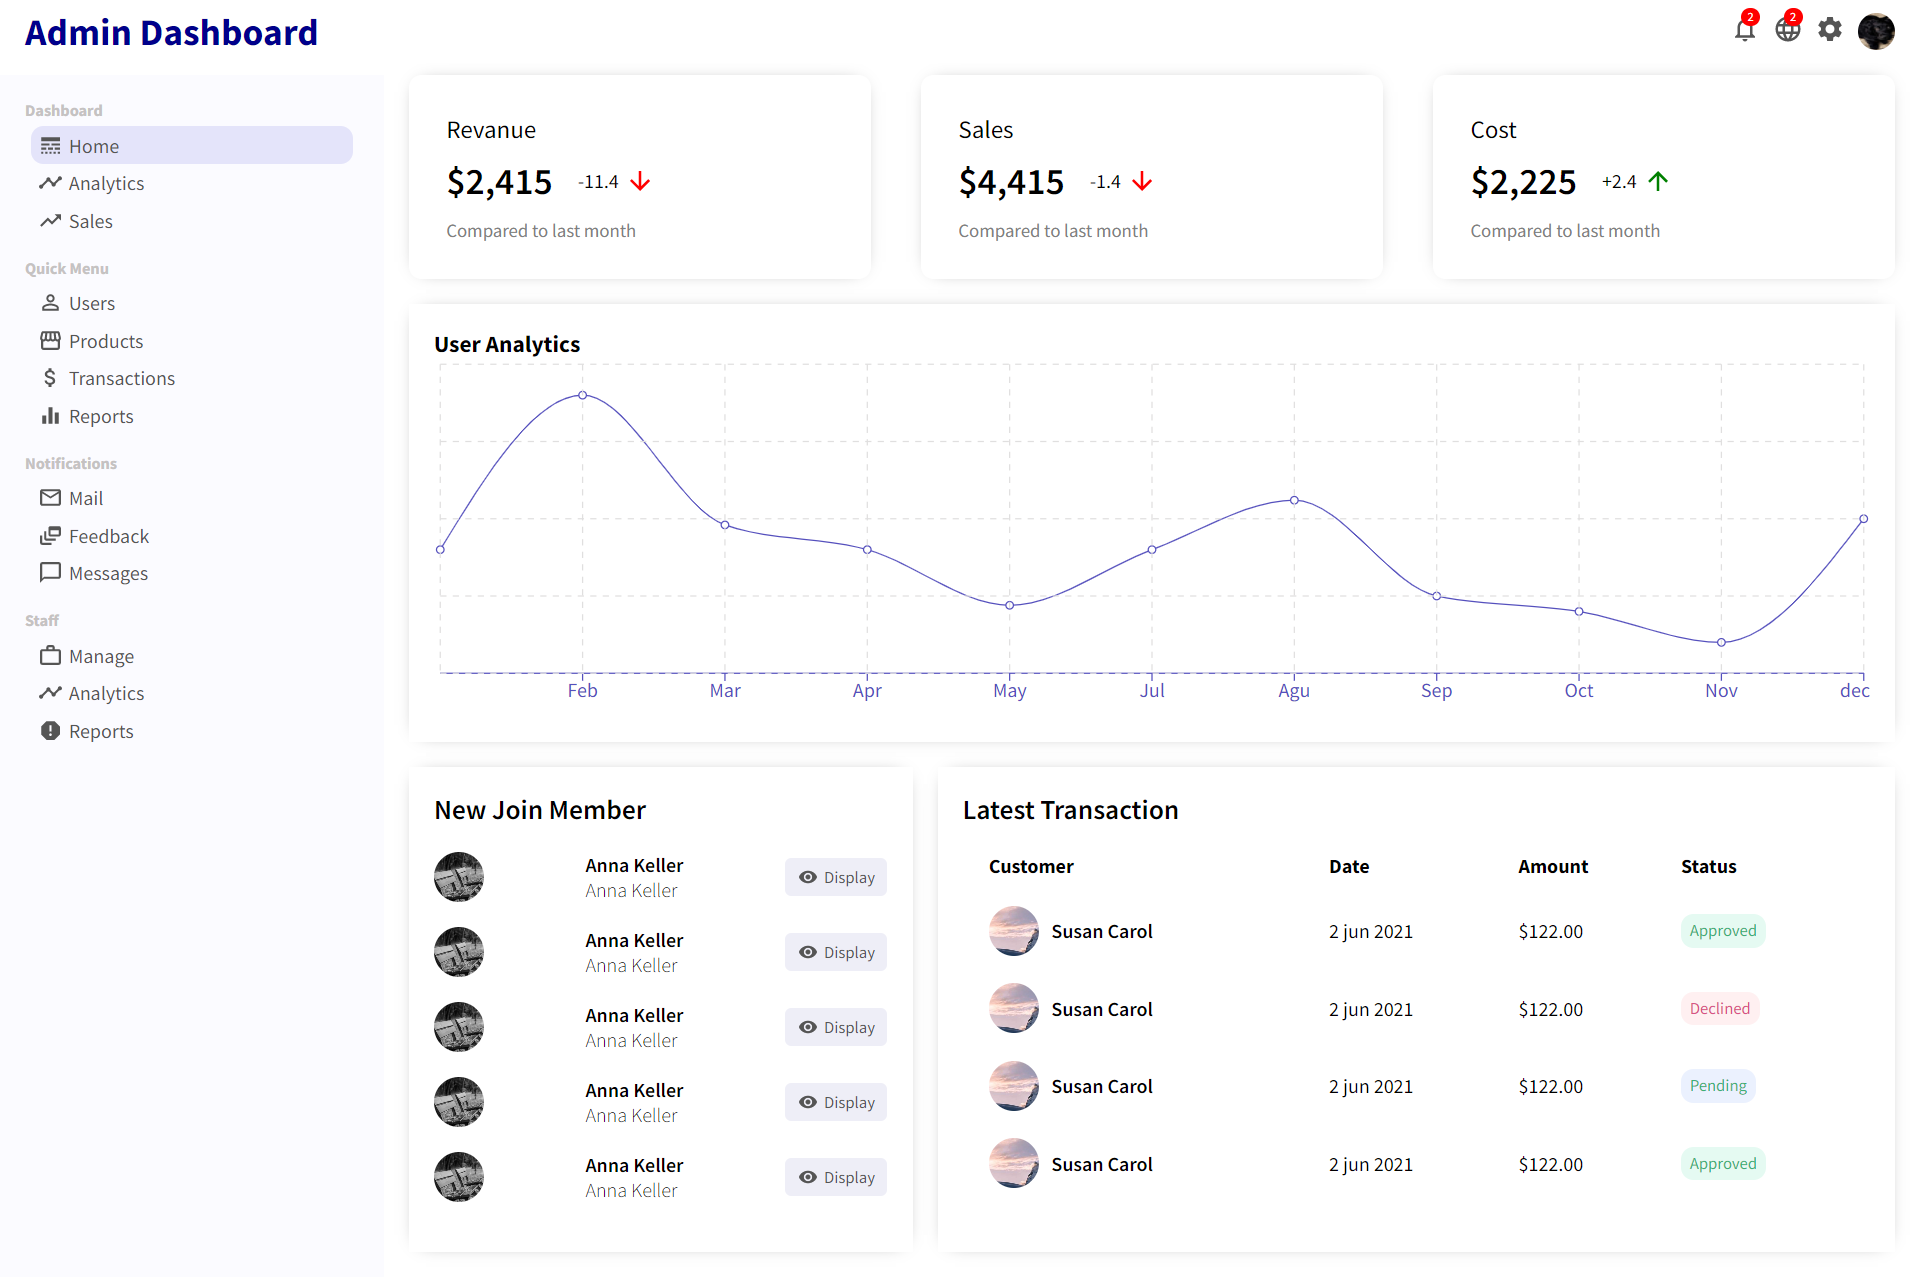 Admin Dashboard
2
2
Dashboard
Home
Analytics
Sales
Quick Menu
Users
Products
Transactions
Reports
Notifications
Mail
Feedback
Messages
Staff
Manage
Analytics
Reports
Revanue
$2,415 -11.4
Compared to last month
Sales
$4,415 -1.4
Compared to last month
Cost
$2,225 +2.4
Compared to last month
User Analytics
Feb Mar Apr May Jul Agu Sep Oct Nov dec
New Join Member
Anna Keller
Anna Keller
Display
Anna Keller
Anna Keller
Display
Anna Keller
Anna Keller
Display
Anna Keller
Anna Keller
Display
Anna Keller
Anna Keller
Display
Latest Transaction
Customer Date Amount Status
Susan Carol 2 jun 2021 $122.00 Approved
Susan Carol 2 jun 2021 $122.00 Declined
Susan Carol 2 jun 2021 $122.00 Pending
Susan Carol 2 jun 2021 $122.00 Approved